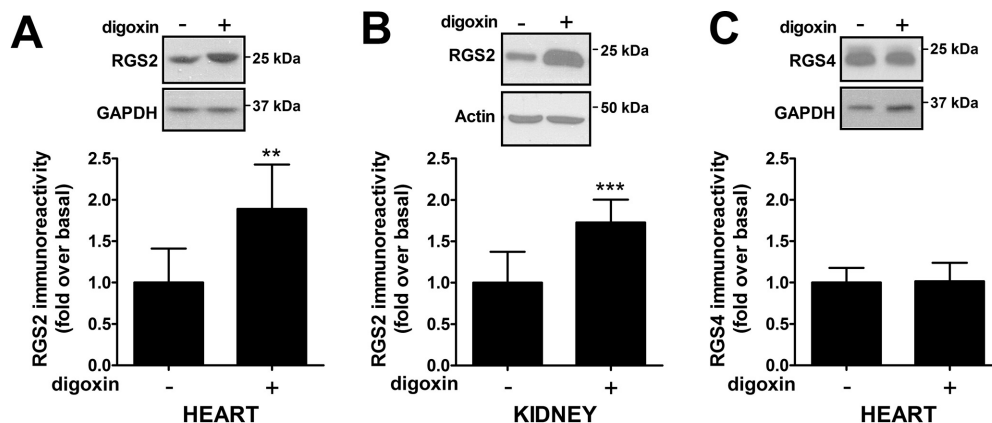 A
digoxin - +
RGS2
25 kDa
GAPDH
37 kDa
RGS2 immunoreactivity
(fold over basal)
2.5
**
2.0
1.5
1.0
0.5
0.0
digoxin - +
HEART
B
digoxin - +
RGS2
25 kDa
Actin
50 kDa
RGS2 immunoreactivity
(fold over basal)
2.5
***
2.0
1.5
1.0
0.5
0.0
digoxin - +
KIDNEY
C
digoxin - +
RGS4
25 kDa
GAPDH
37 kDa
RGS4 immunoreactivity
(fold over basal)
2.5
2.0
1.5
1.0
0.5
0.0
digoxin - +
HEART